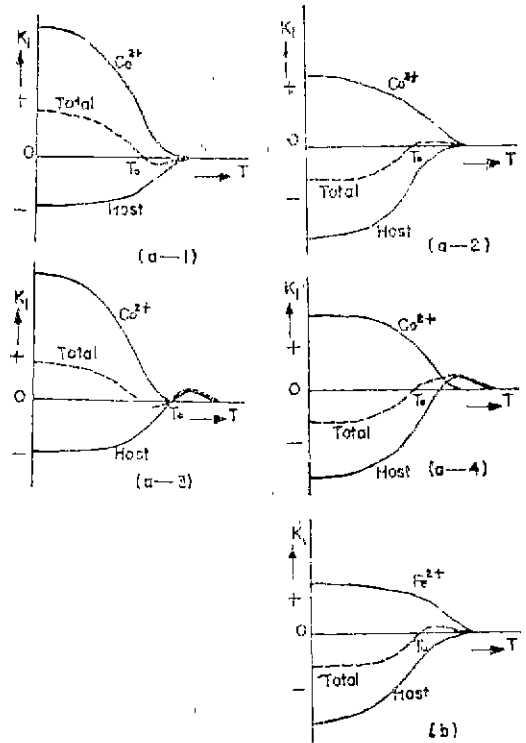 K₁
Co²⁺
+
Total
0
T₀
T
−
Host
(a—1)
K₁
Co²⁺
+
0
T₀
T
Total
−
Host
(a—2)
K₁
Co²⁺
+
Total
0
T₀
T
−
Host
(a—3)
K₁
Co²⁺
+
0
T₀
T
Total
−
Host
(a—4)
K₁
Fe²⁺
+
0
T
Total
−
Host
(b)